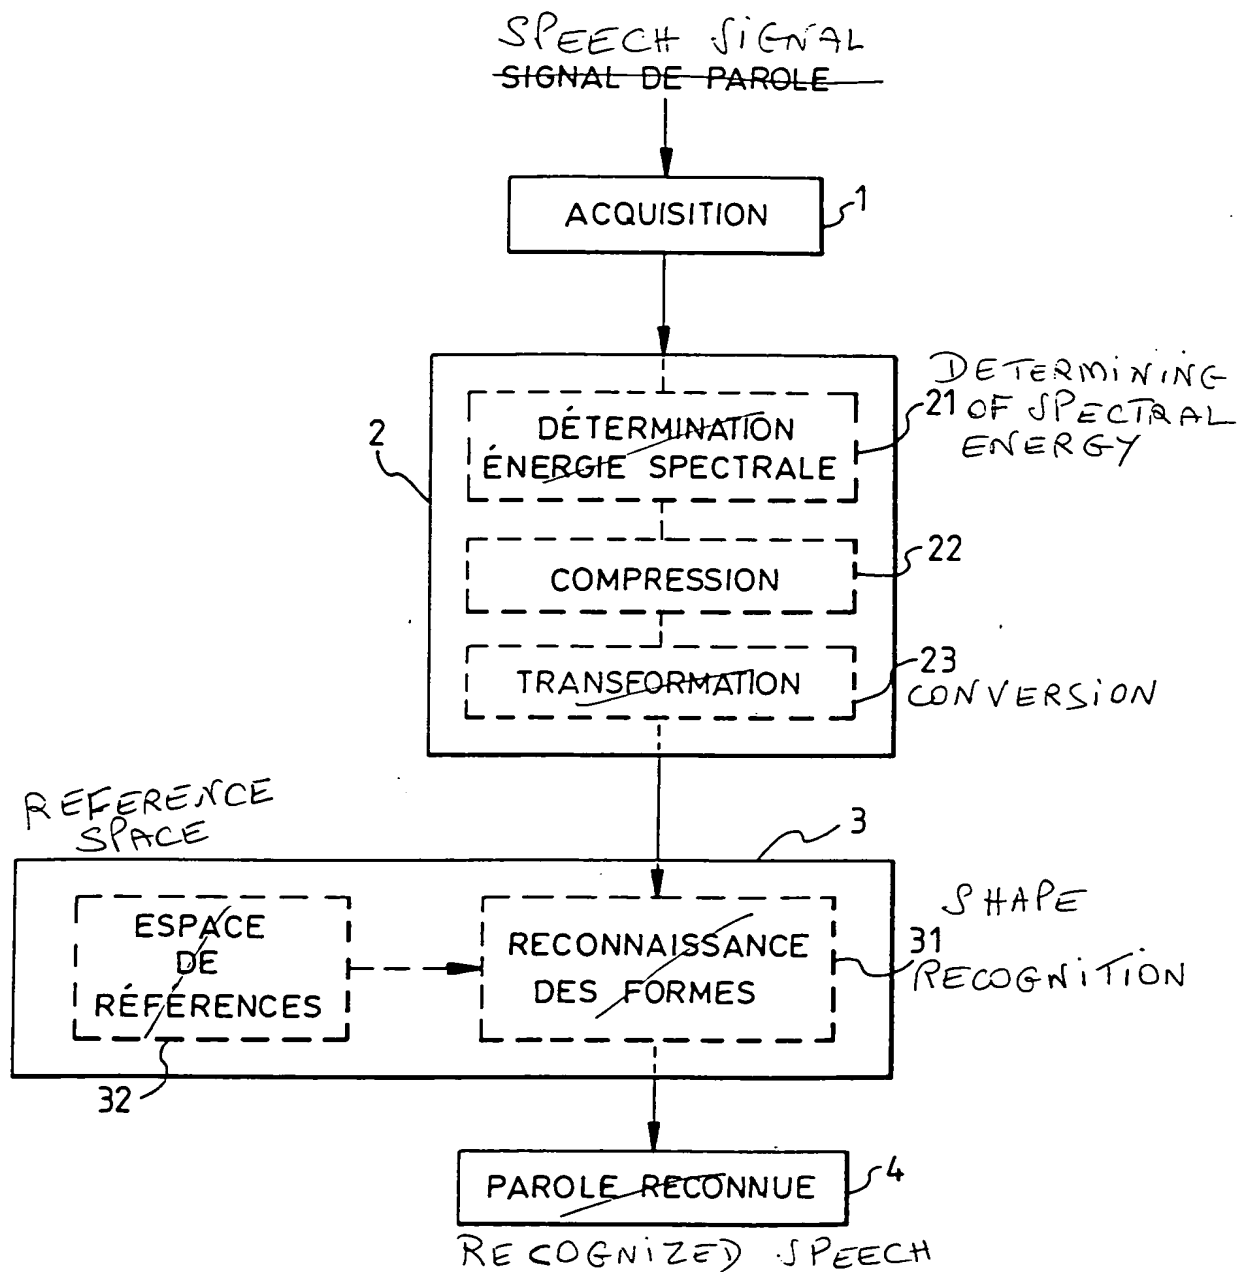 SPEECH SIGNAL
SIGNAL DE PAROLE
ACQUISITION
1
2
DÉTERMINATION
ÉNERGIE SPECTRALE
21
DETERMINING
OF SPECTRAL
ENERGY
COMPRESSION
22
TRANSFORMATION
23
CONVERSION
REFERENCE
SPACE
3
ESPACE
DE
RÉFÉRENCES
32
RECONNAISSANCE
DES FORMES
31
SHAPE
RECOGNITION
PAROLE RECONNUE
4
RECOGNIZED SPEECH